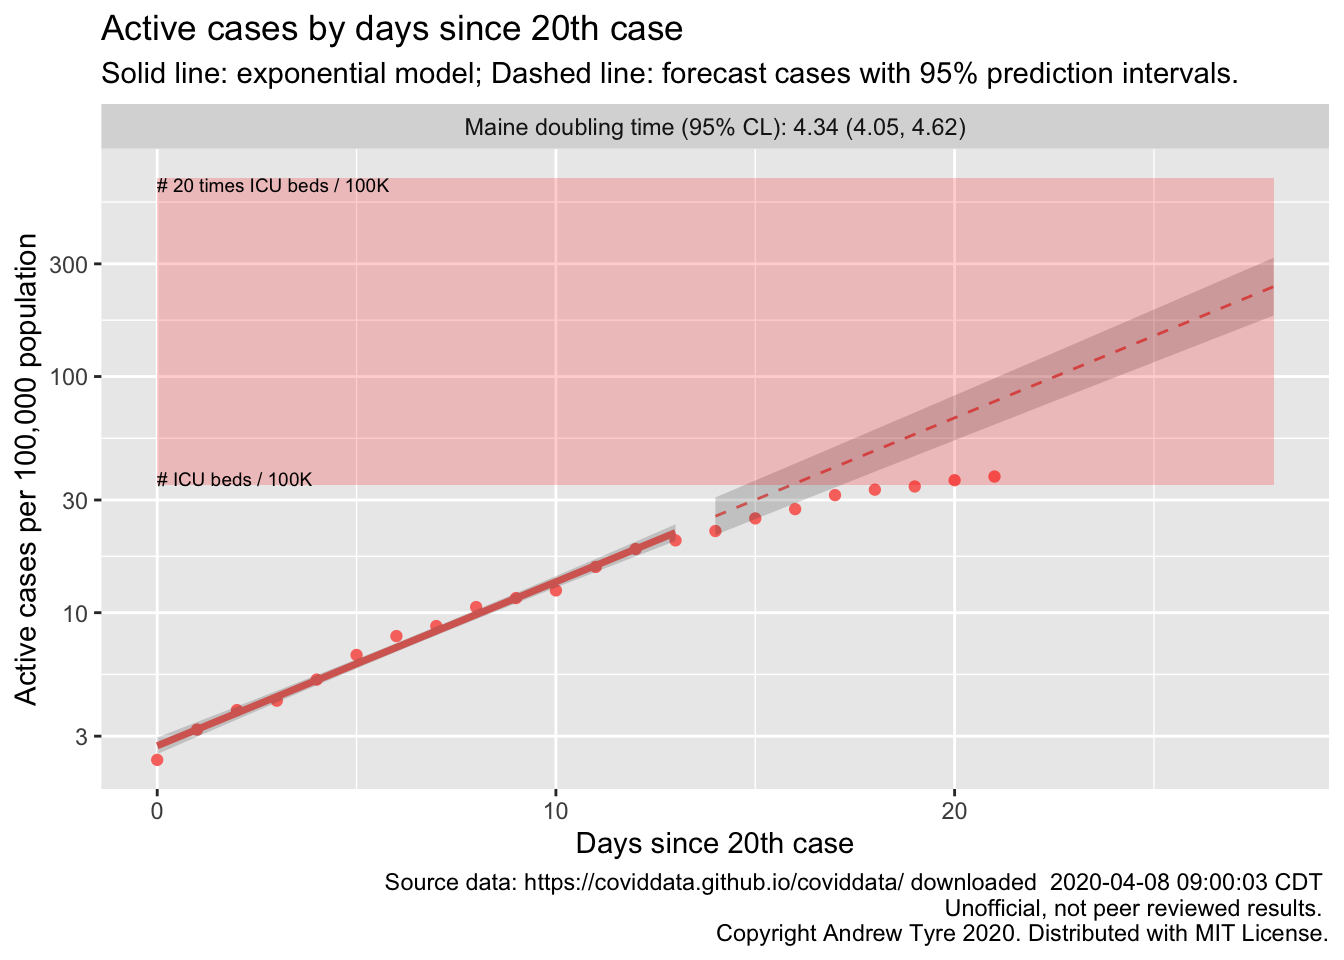 Active cases by days since 20th case
Solid line: exponential model; Dashed line: forecast cases with 95% prediction intervals.
Maine doubling time (95% CL): 4.34 (4.05, 4.62)
# 20 times ICU beds / 100K
# ICU beds / 100K
Active cases per 100,000 population
300
100
30
10
3
0
10
20
Days since 20th case
Source data: https://coviddata.github.io/coviddata/ downloaded  2020-04-08 09:00:03 CDT
Unofficial, not peer reviewed results.
Copyright Andrew Tyre 2020. Distributed with MIT License.